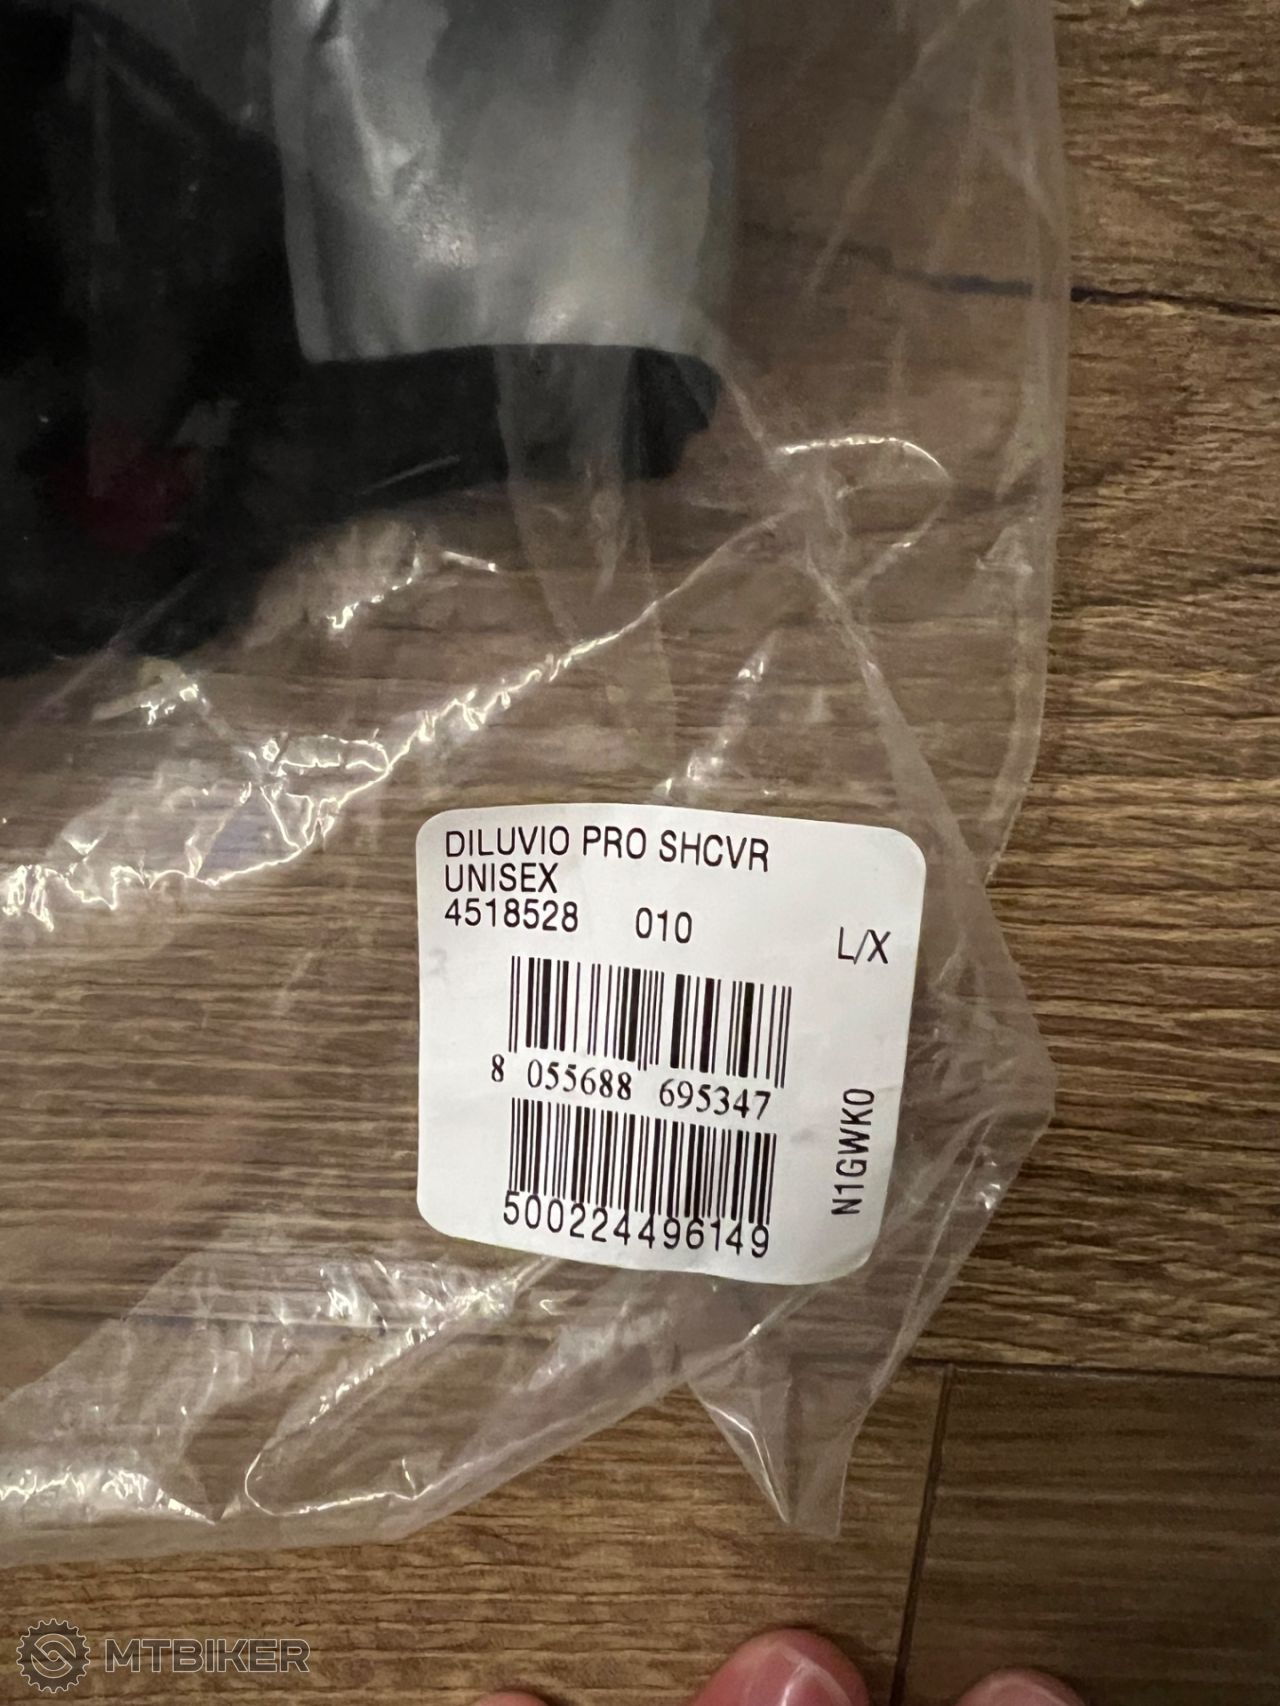 DILUVIO PRO SHCVR
UNISEX
4518528 010
L/X
8 055688 695347
500224496149
N1GWK0
MTBIKER